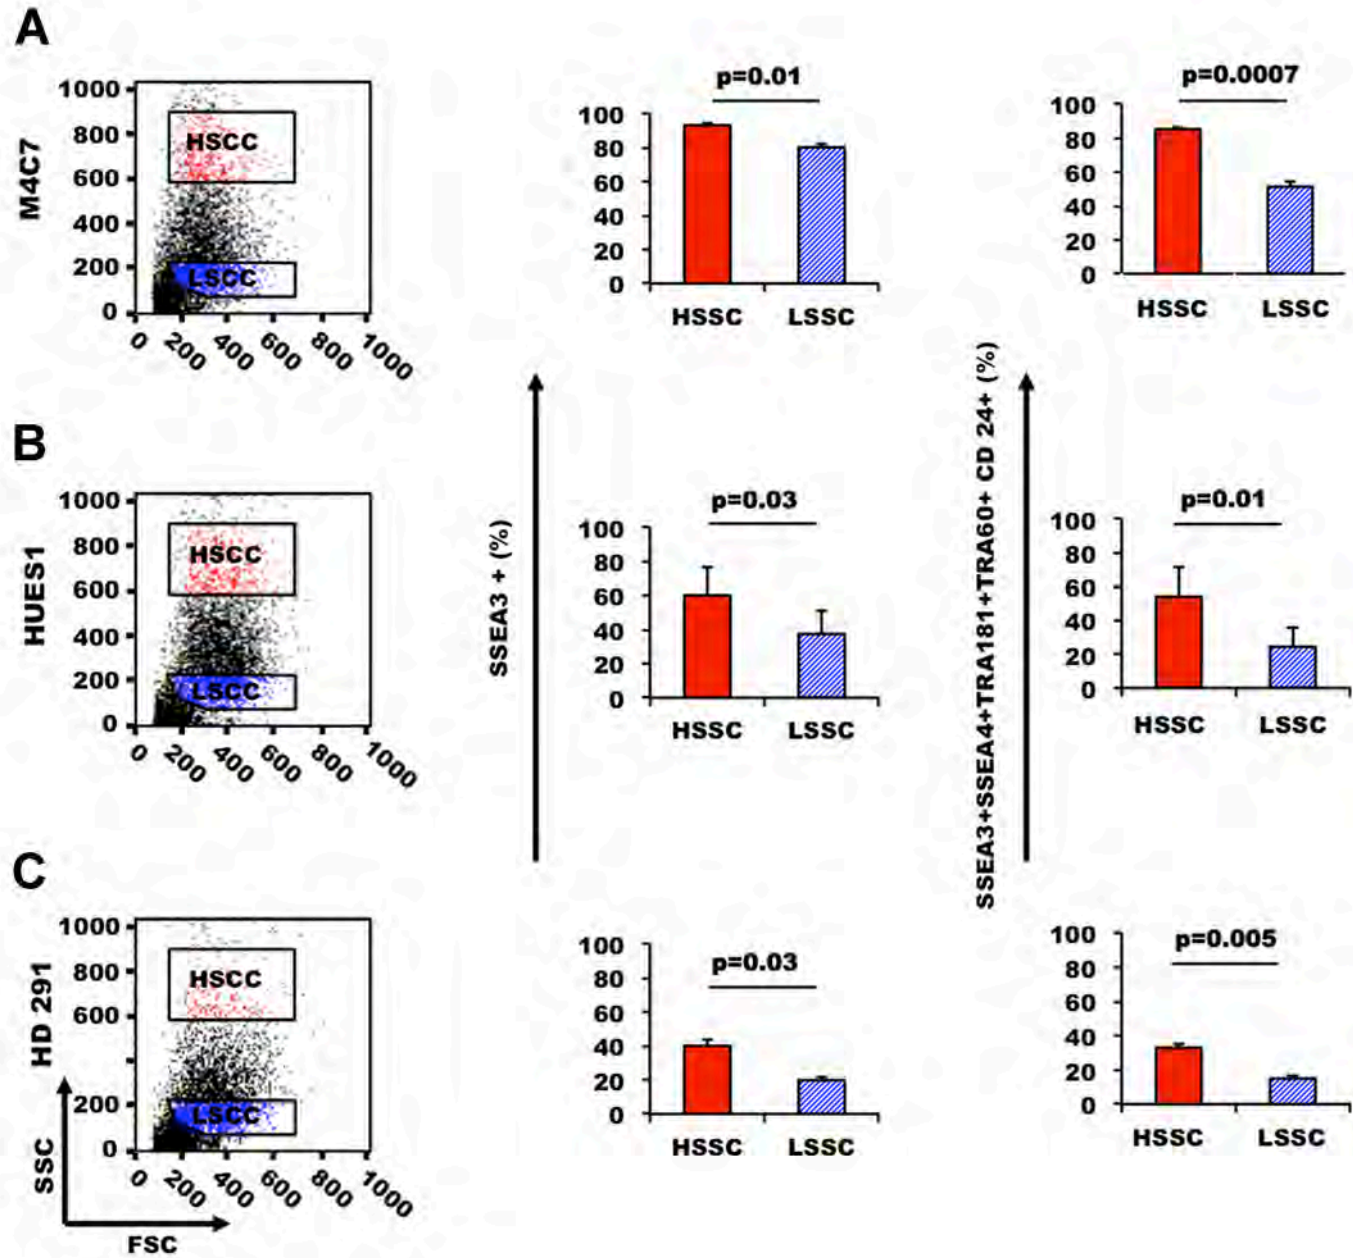 A
M4C7
1000
800
600
400
200
0
HSCC
LSCC
0 200 400 600 800 1000
p=0.01
100
80
60
40
20
0
HSSC LSSC
p=0.0007
100
80
60
40
20
0
HSSC LSSC
B
HUES1
1000
800
600
400
200
0
HSCC
LSCC
0 200 400 600 800 1000
SSEA3 + (%)
p=0.03
100
80
60
40
20
0
HSSC LSSC
SSEA3+SSEA4+TRA181+TRA60+ CD 24+ (%)
p=0.01
100
80
60
40
20
0
HSSC LSSC
C
HD 291
1000
800
600
200
0
HSCC
LSCC
0 200 400 600 800 1000
SSC
FSC
p=0.03
100
80
60
40
20
0
HSSC LSSC
p=0.005
100
80
60
40
20
0
HSSC LSSC